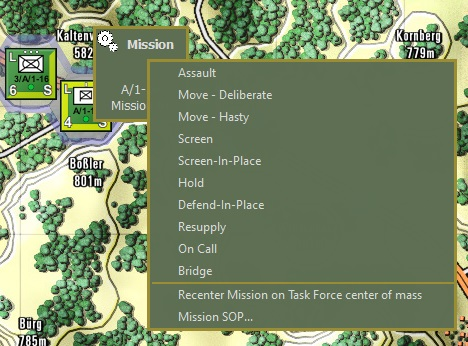 Kaltenv
582
Mission
Kornberg
779m
L
3/A/1-16
6 S
L
A/1-
4 S
A/1-
Missio
Assault
Move - Deliberate
Move - Hasty
Screen
Screen-In-Place
Hold
Defend-In-Place
Resupply
On Call
Bridge
Recenter Mission on Task Force center of mass
Mission SOP...
Bößler
801m
Bürg
785m